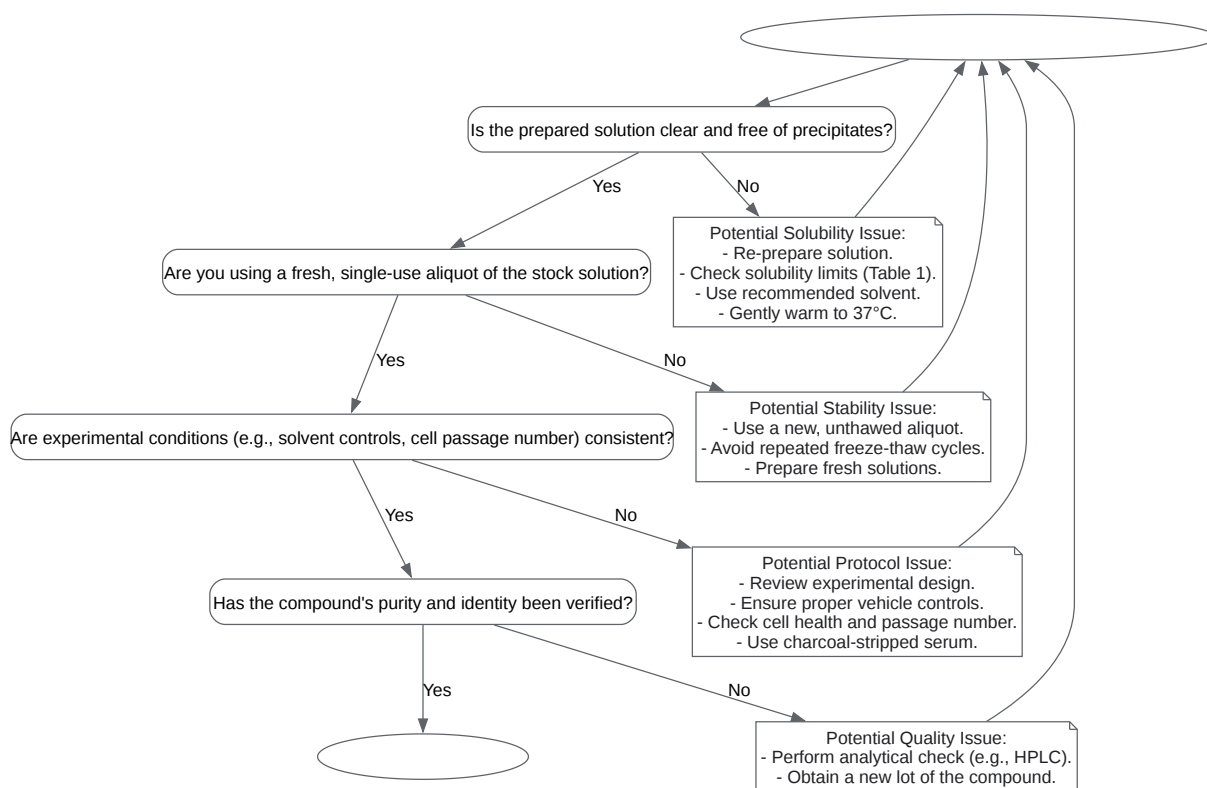 Is the prepared solution clear and free of precipitates?
Yes
No
Potential Solubility Issue:
- Re-prepare solution.
- Check solubility limits (Table 1).
- Use recommended solvent.
- Gently warm to 37°C.
Are you using a fresh, single-use aliquot of the stock solution?
Yes
No
Potential Stability Issue:
- Use a new, unthawed aliquot.
- Avoid repeated freeze-thaw cycles.
- Prepare fresh solutions.
Are experimental conditions (e.g., solvent controls, cell passage number) consistent?
Yes
No
Potential Protocol Issue:
- Review experimental design.
- Ensure proper vehicle controls.
- Check cell health and passage number.
- Use charcoal-stripped serum.
Has the compound's purity and identity been verified?
Yes
No
Potential Quality Issue:
- Perform analytical check (e.g., HPLC).
- Obtain a new lot of the compound.